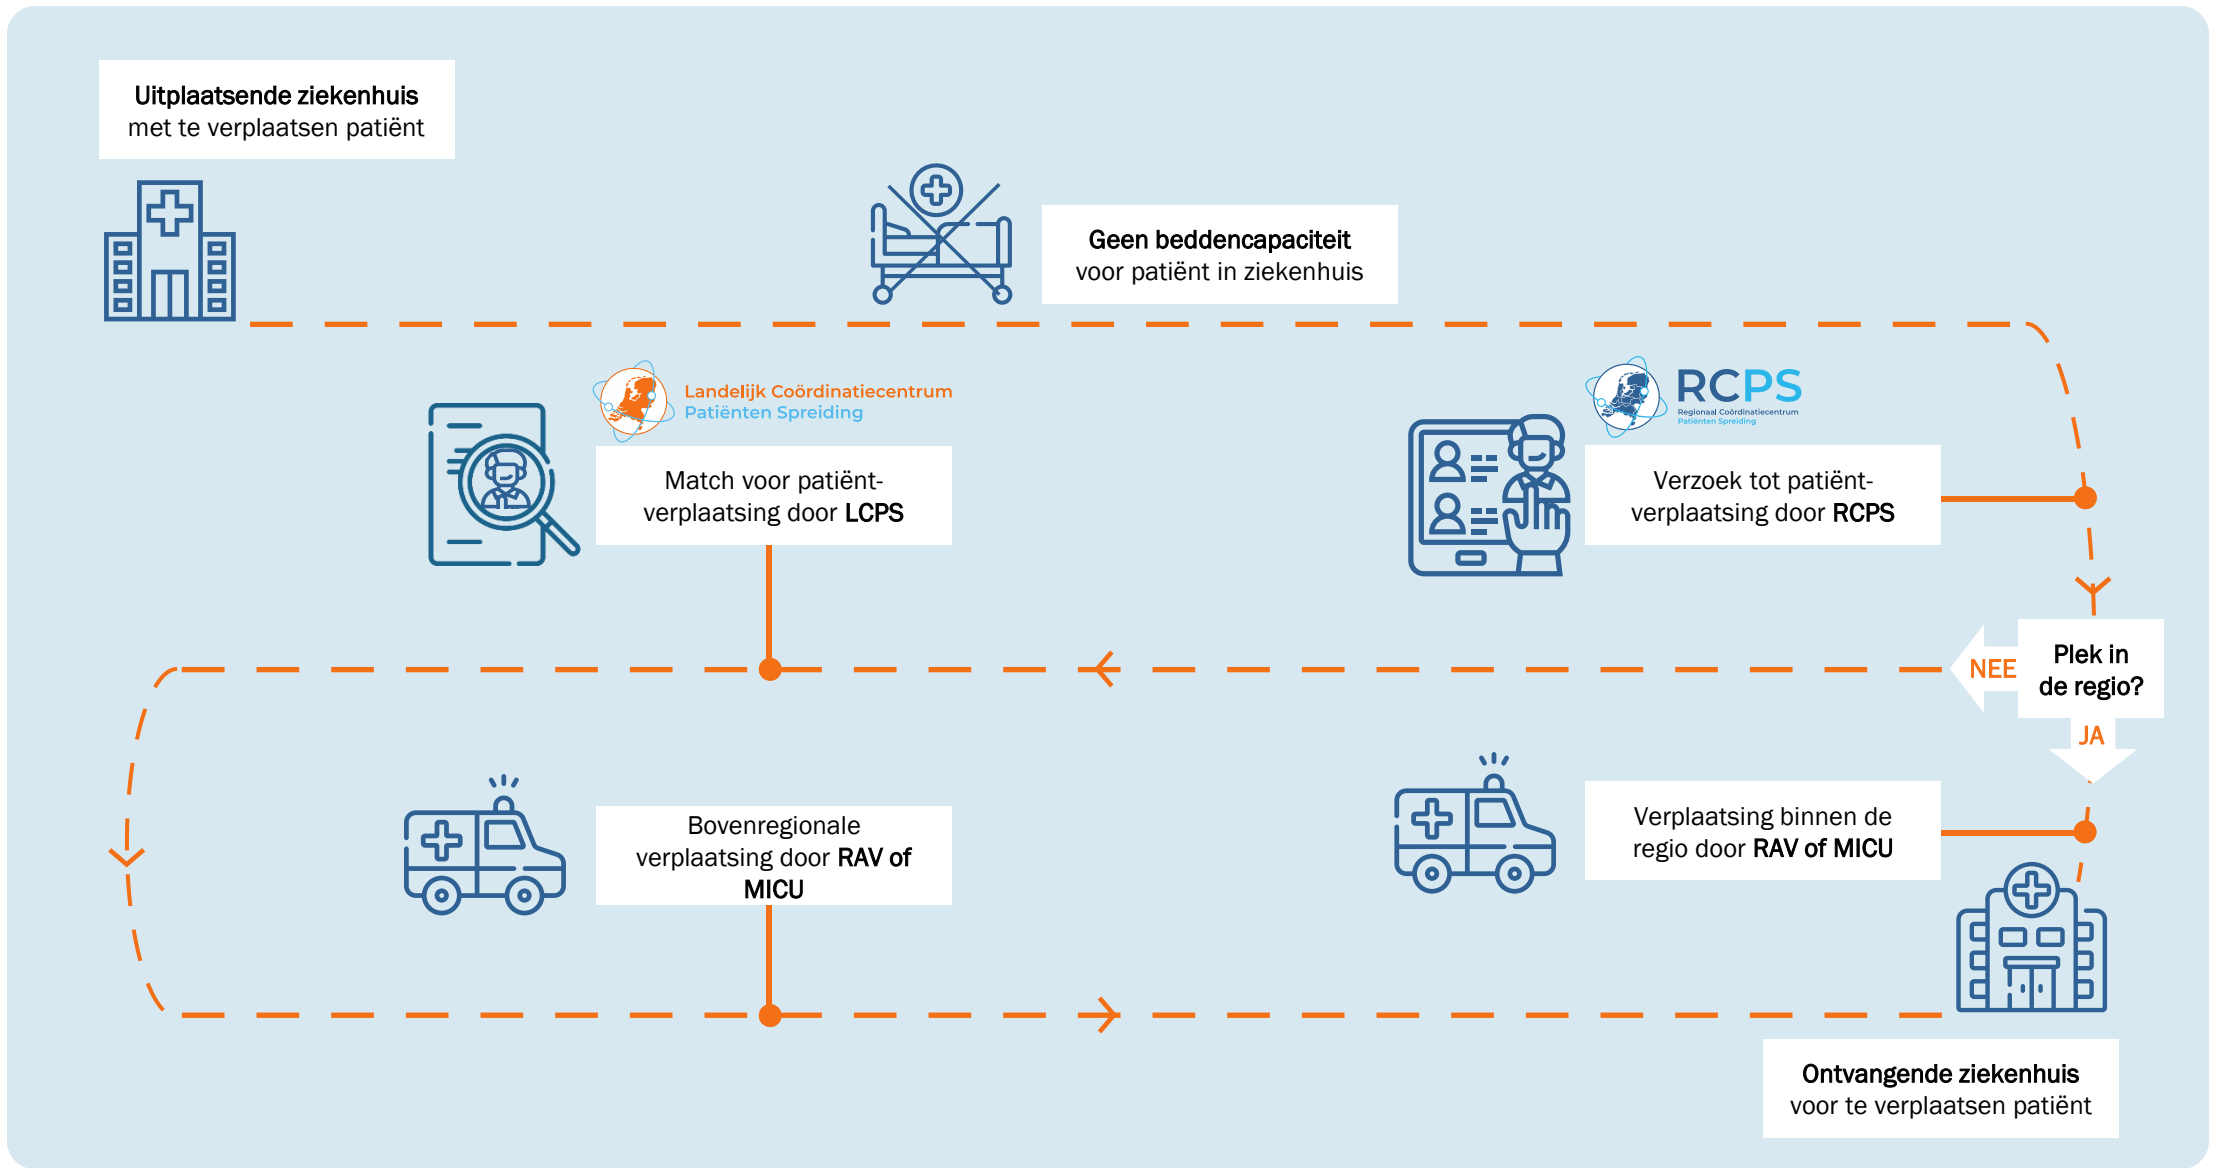 Uitplaatsende ziekenhuis
met te verplaatsen patiënt
Geen beddencapaciteit
voor patiënt in ziekenhuis
Landelijk Coördinatiecentrum
Patiënten Spreiding
Match voor patiënt-
verplaatsing door LCPS
RCPS
Regionaal Coördinatiecentrum
Patiënten Spreiding
Verzoek tot patiënt-
verplaatsing door RCPS
Plek in
de regio?
NEE
JA
Bovenregionale
verplaatsing door RAV of
MICU
Verplaatsing binnen de
regio door RAV of MICU
Ontvangende ziekenhuis
voor te verplaatsen patiënt